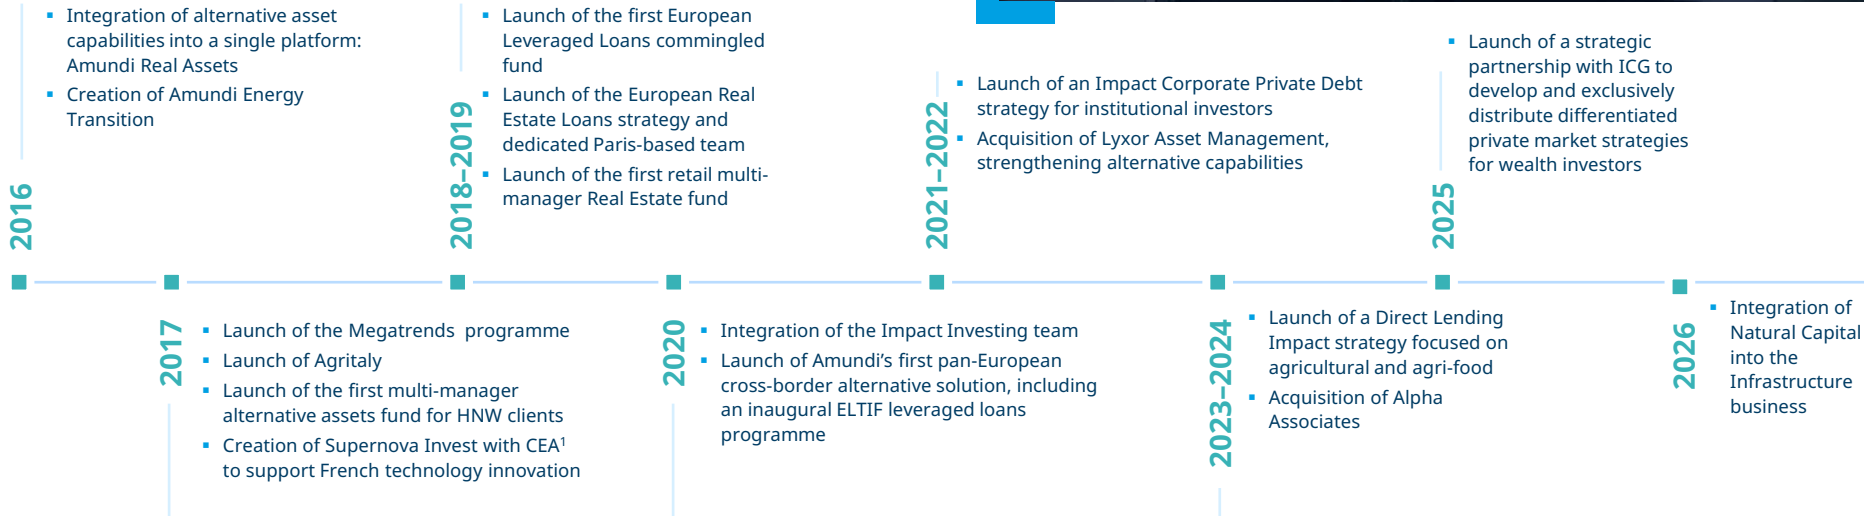 ▪ Integration of alternative asset
capabilities into a single platform:
Amundi Real Assets
▪ Creation of Amundi Energy
Transition
2016
2017
▪ Launch of the Megatrends programme
▪ Launch of Agritaly
▪ Launch of the first multi-manager
alternative assets fund for HNW clients
▪ Creation of Supernova Invest with CEA¹
to support French technology innovation
▪ Launch of the first European
Leveraged Loans commingled
fund
▪ Launch of the European Real
Estate Loans strategy and
dedicated Paris-based team
▪ Launch of the first retail multi-
manager Real Estate fund
2018–2019
2020
▪ Integration of the Impact Investing team
▪ Launch of Amundi’s first pan-European
cross-border alternative solution, including
an inaugural ELTIF leveraged loans
programme
▪ Launch of an Impact Corporate Private Debt
strategy for institutional investors
▪ Acquisition of Lyxor Asset Management,
strengthening alternative capabilities
2021–2022
2023–2024
▪ Launch of a Direct Lending
Impact strategy focused on
agricultural and agri-food
▪ Acquisition of Alpha
Associates
▪ Launch of a strategic
partnership with ICG to
develop and exclusively
distribute differentiated
private market strategies
for wealth investors
2025
2026
▪ Integration of
Natural Capital
into the
Infrastructure
business